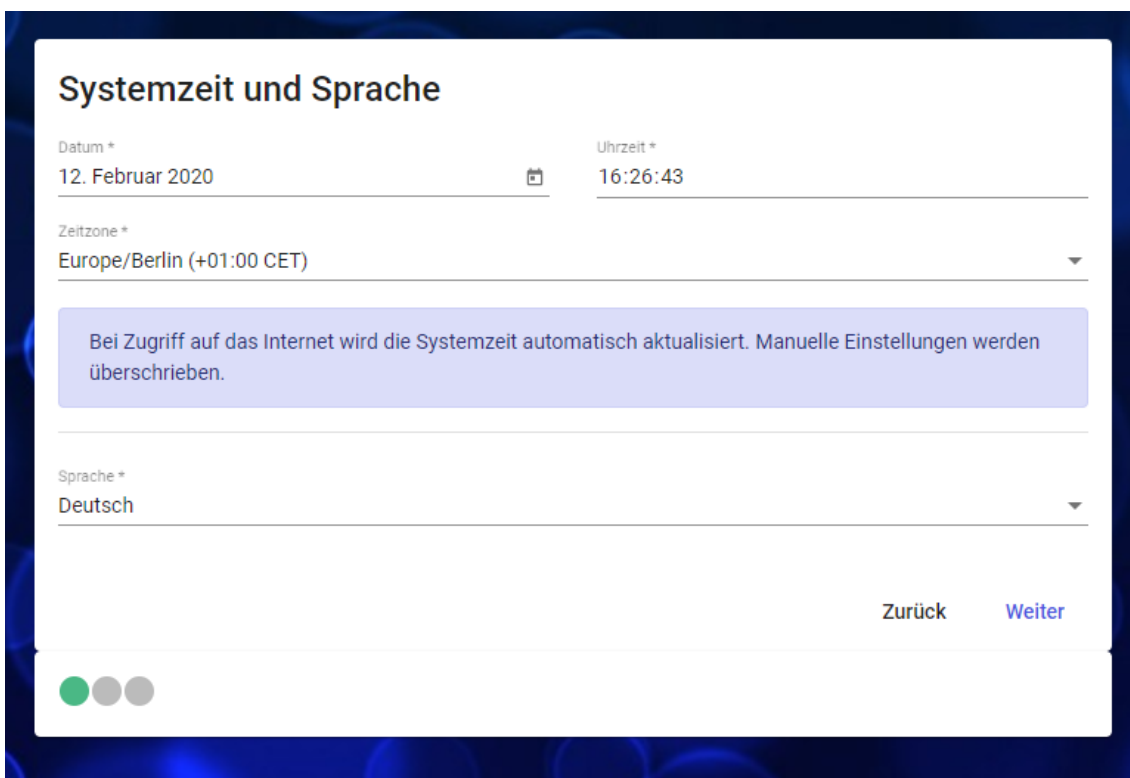 Systemzeit und Sprache
Datum *
Uhrzeit *
12. Februar 2020
16:26:43
Zeitzone *
Europe/Berlin (+01:00 CET)
Bei Zugriff auf das Internet wird die Systemzeit automatisch aktualisiert. Manuelle Einstellungen werden
überschrieben.
Sprache *
Deutsch
Zurück
Weiter